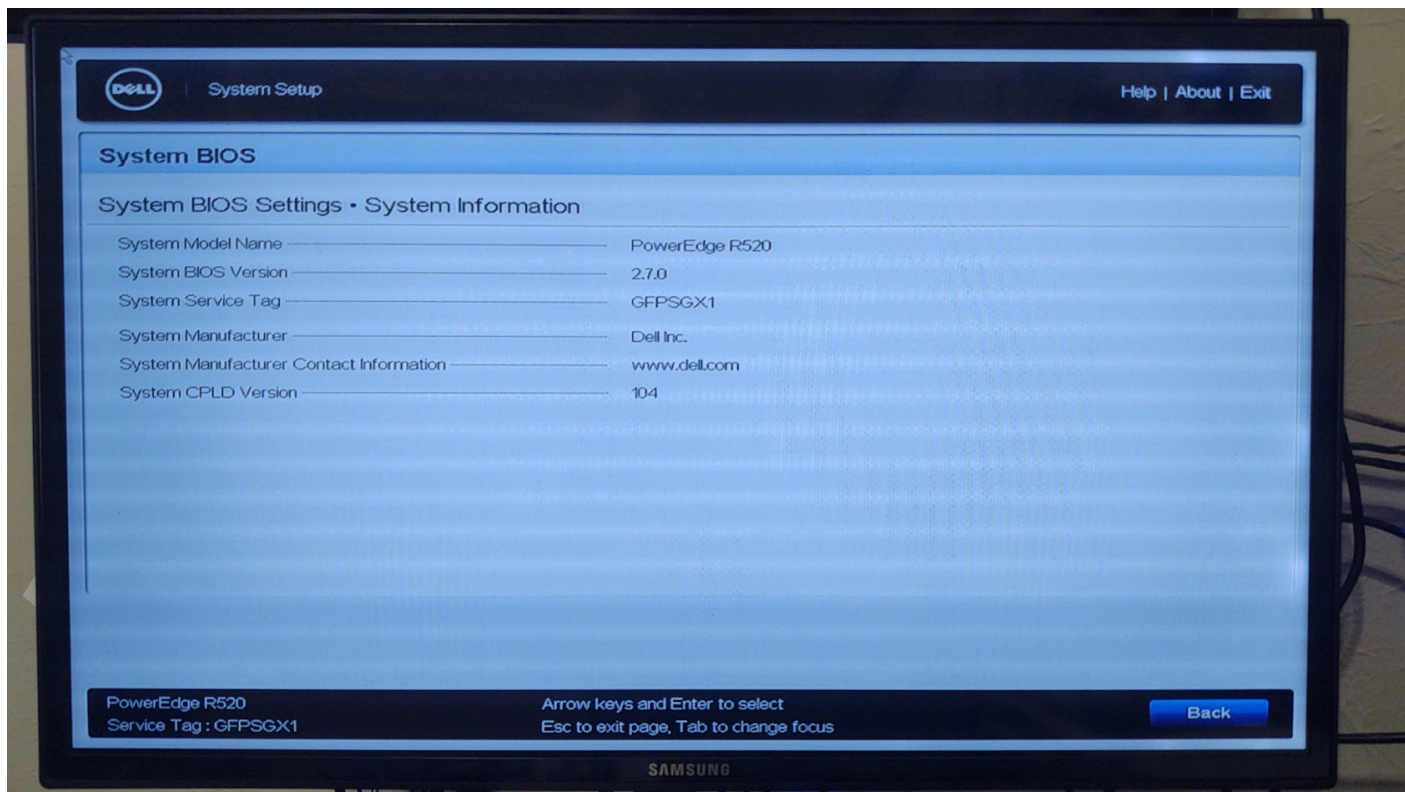 DELL
System Setup
Help | About | Exit
System BIOS
System BIOS Settings • System Information
System Model Name PowerEdge R520
System BIOS Version 2.7.0
System Service Tag GFPSGX1
System Manufacturer Dell Inc.
System Manufacturer Contact Information www.dell.com
System CPLD Version 104
PowerEdge R520
Service Tag : GFPSGX1
Arrow keys and Enter to select
Esc to exit page, Tab to change focus
Back
SAMSUNG